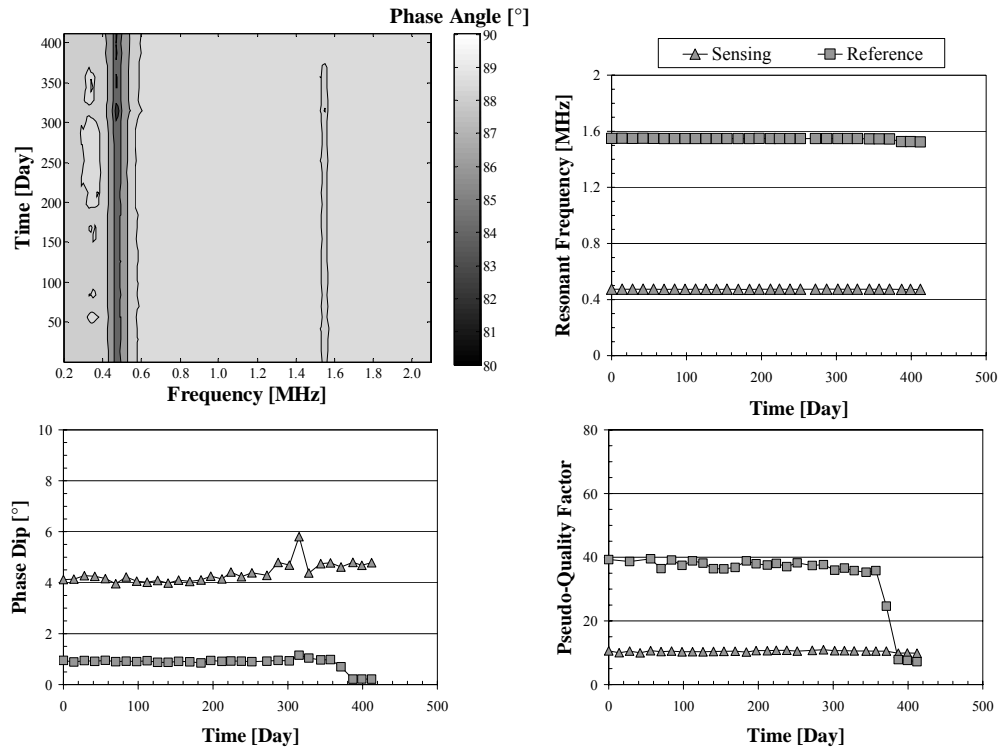 Phase Angle [°]
400
350
300
250
200
150
100
50
Time [Day]
0.2 0.4 0.6 0.8 1.0 1.2 1.4 1.6 1.8 2.0
Frequency [MHz]
90
89
88
87
86
85
84
83
82
81
80
Sensing Reference
2
1.6
1.2
0.8
0.4
0
Resonant Frequency [MHz]
0 100 200 300 400 500
Time [Day]
10
8
6
4
2
0
Phase Dip [°]
0 100 200 300 400 500
Time [Day]
80
60
40
20
0
Pseudo-Quality Factor
0 100 200 300 400 500
Time [Day]